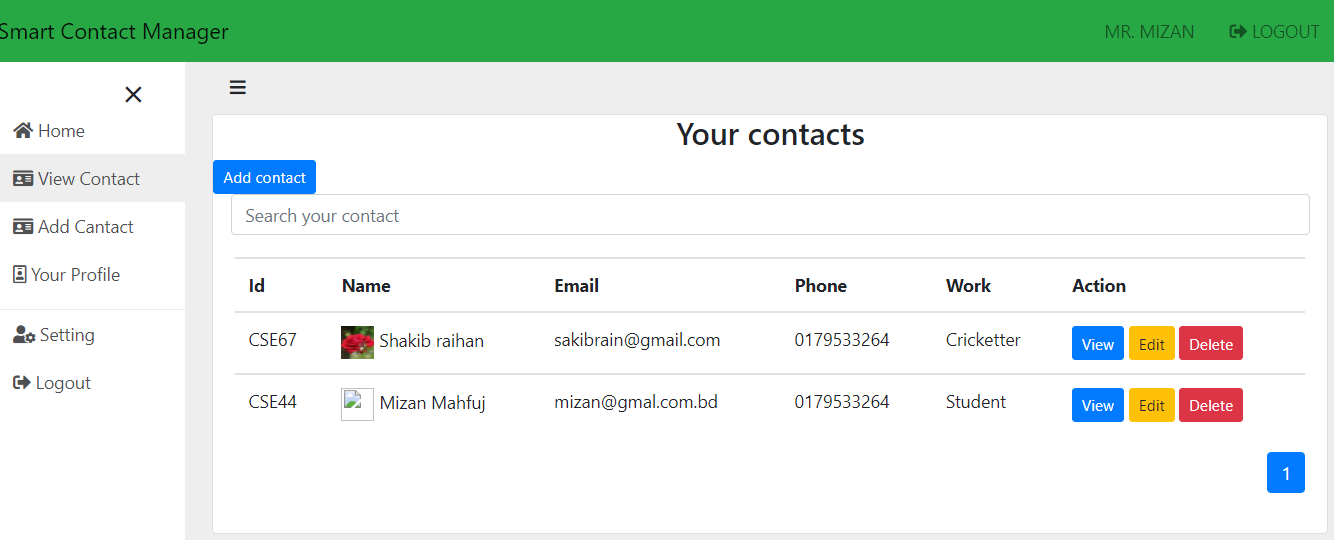 Smart Contact Manager MR. MIZAN LOGOUT
Home
View Contact
Add Cantact
Your Profile
Setting
Logout
Your contacts
Add contact
Search your contact
Id Name Email Phone Work Action
CSE67 Shakib raihan sakibrain@gmail.com 0179533264 Cricketter View Edit Delete
CSE44 Mizan Mahfuj mizan@gmal.com.bd 0179533264 Student View Edit Delete
1